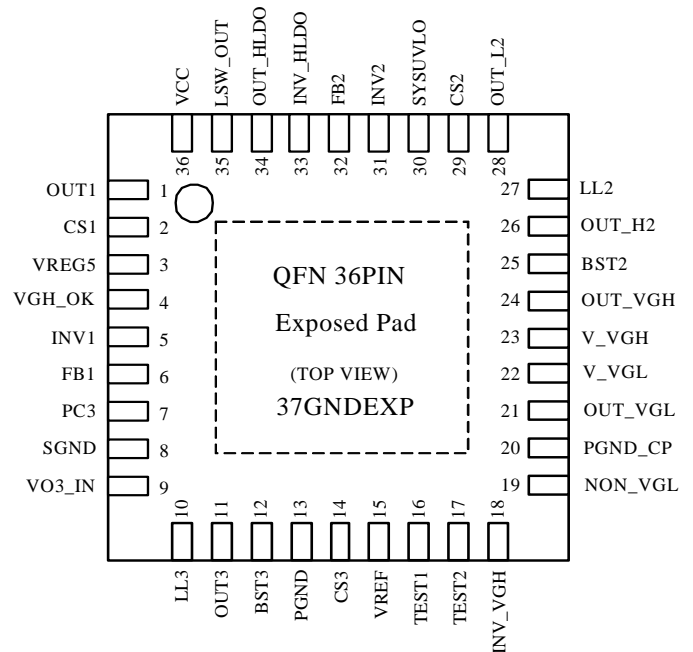 VCC
LSW_OUT
OUT_HLDO
INV_HLDO
FB2
INV2
SYSUVLO
CS2
OUT_L2
36
35
34
33
32
31
30
29
28
OUT1 1
CS1 2
VREG5 3
VGH_OK 4
INV1 5
FB1 6
PC3 7
SGND 8
VO3_IN 9
QFN 36PIN
Exposed Pad
(TOP VIEW)
37GNDEXP
27 LL2
26 OUT_H2
25 BST2
24 OUT_VGH
23 V_VGH
22 V_VGL
21 OUT_VGL
20 PGND_CP
19 NON_VGL
10
11
12
13
14
15
16
17
18
LL3
OUT3
BST3
PGND
CS3
VREF
TEST1
TEST2
INV_VGH